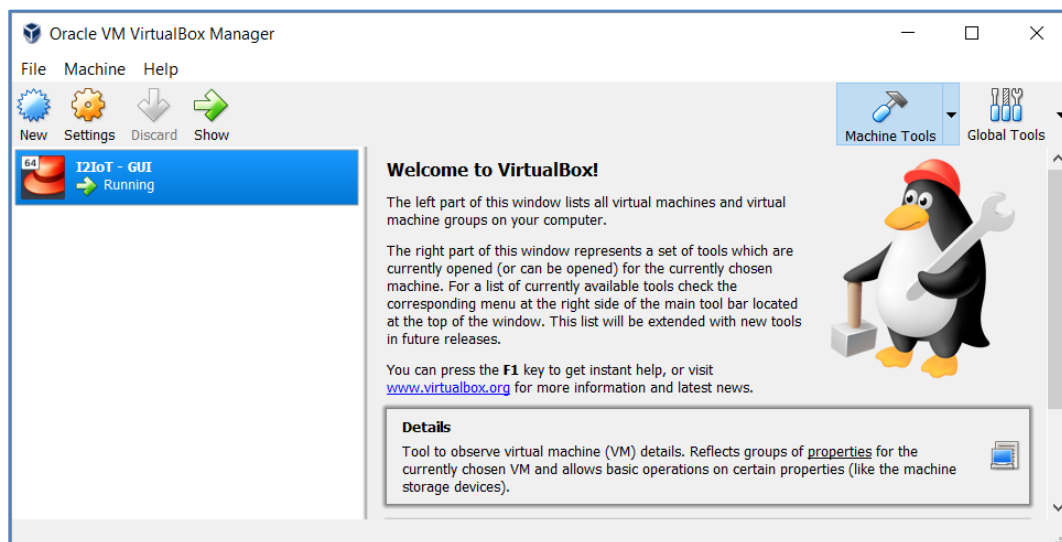 Oracle VM VirtualBox Manager
File Machine Help
New Settings Discard Show
Machine Tools Global Tools
64
I2IoT - GUI
Running
Welcome to VirtualBox!
The left part of this window lists all virtual machines and virtual
machine groups on your computer.
The right part of this window represents a set of tools which are
currently opened (or can be opened) for the currently chosen
machine. For a list of currently available tools check the
corresponding menu at the right side of the main tool bar located
at the top of the window. This list will be extended with new tools
in future releases.
You can press the F1 key to get instant help, or visit
www.virtualbox.org for more information and latest news.
Details
Tool to observe virtual machine (VM) details. Reflects groups of properties for the
currently chosen VM and allows basic operations on certain properties (like the machine
storage devices).